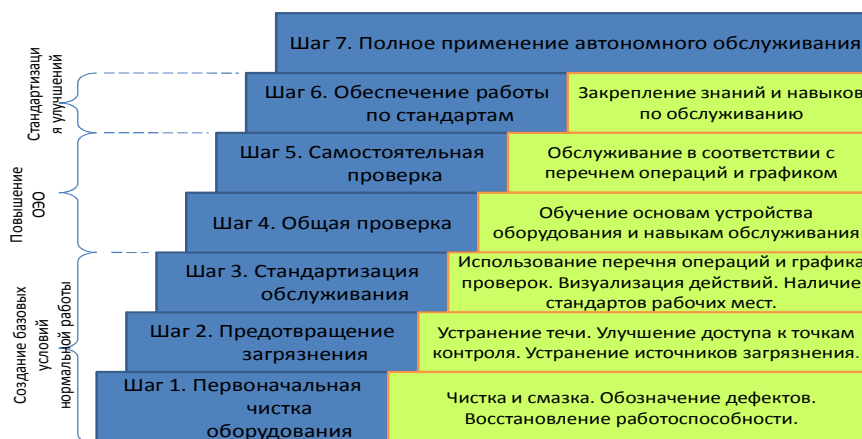 Шаг 7. Полное применение автономного обслуживания
Стандартизаци
я улучшений
Шаг 6. Обеспечение работы
по стандартам
Закрепление знаний и навыков
по обслуживанию
Повышение
ОЭО
Шаг 5. Самостоятельная
проверка
Обслуживание в соответствии с
перечнем операций и графиком
Шаг 4. Общая проверка
Обучение основам устройства
оборудования и навыкам обслуживания
Создание базовых
условий
нормальной работы
Шаг 3. Стандартизация
обслуживания
Использование перечня операций и графика
проверок. Визуализация действий. Наличие
стандартов рабочих мест.
Шаг 2. Предотвращение
загрязнения
Устранение течи. Улучшение доступа к точкам
контроля. Устранение источников загрязнения.
Шаг 1. Первоначальная
чистка
оборудования
Чистка и смазка. Обозначение дефектов.
Восстановление работоспособности.